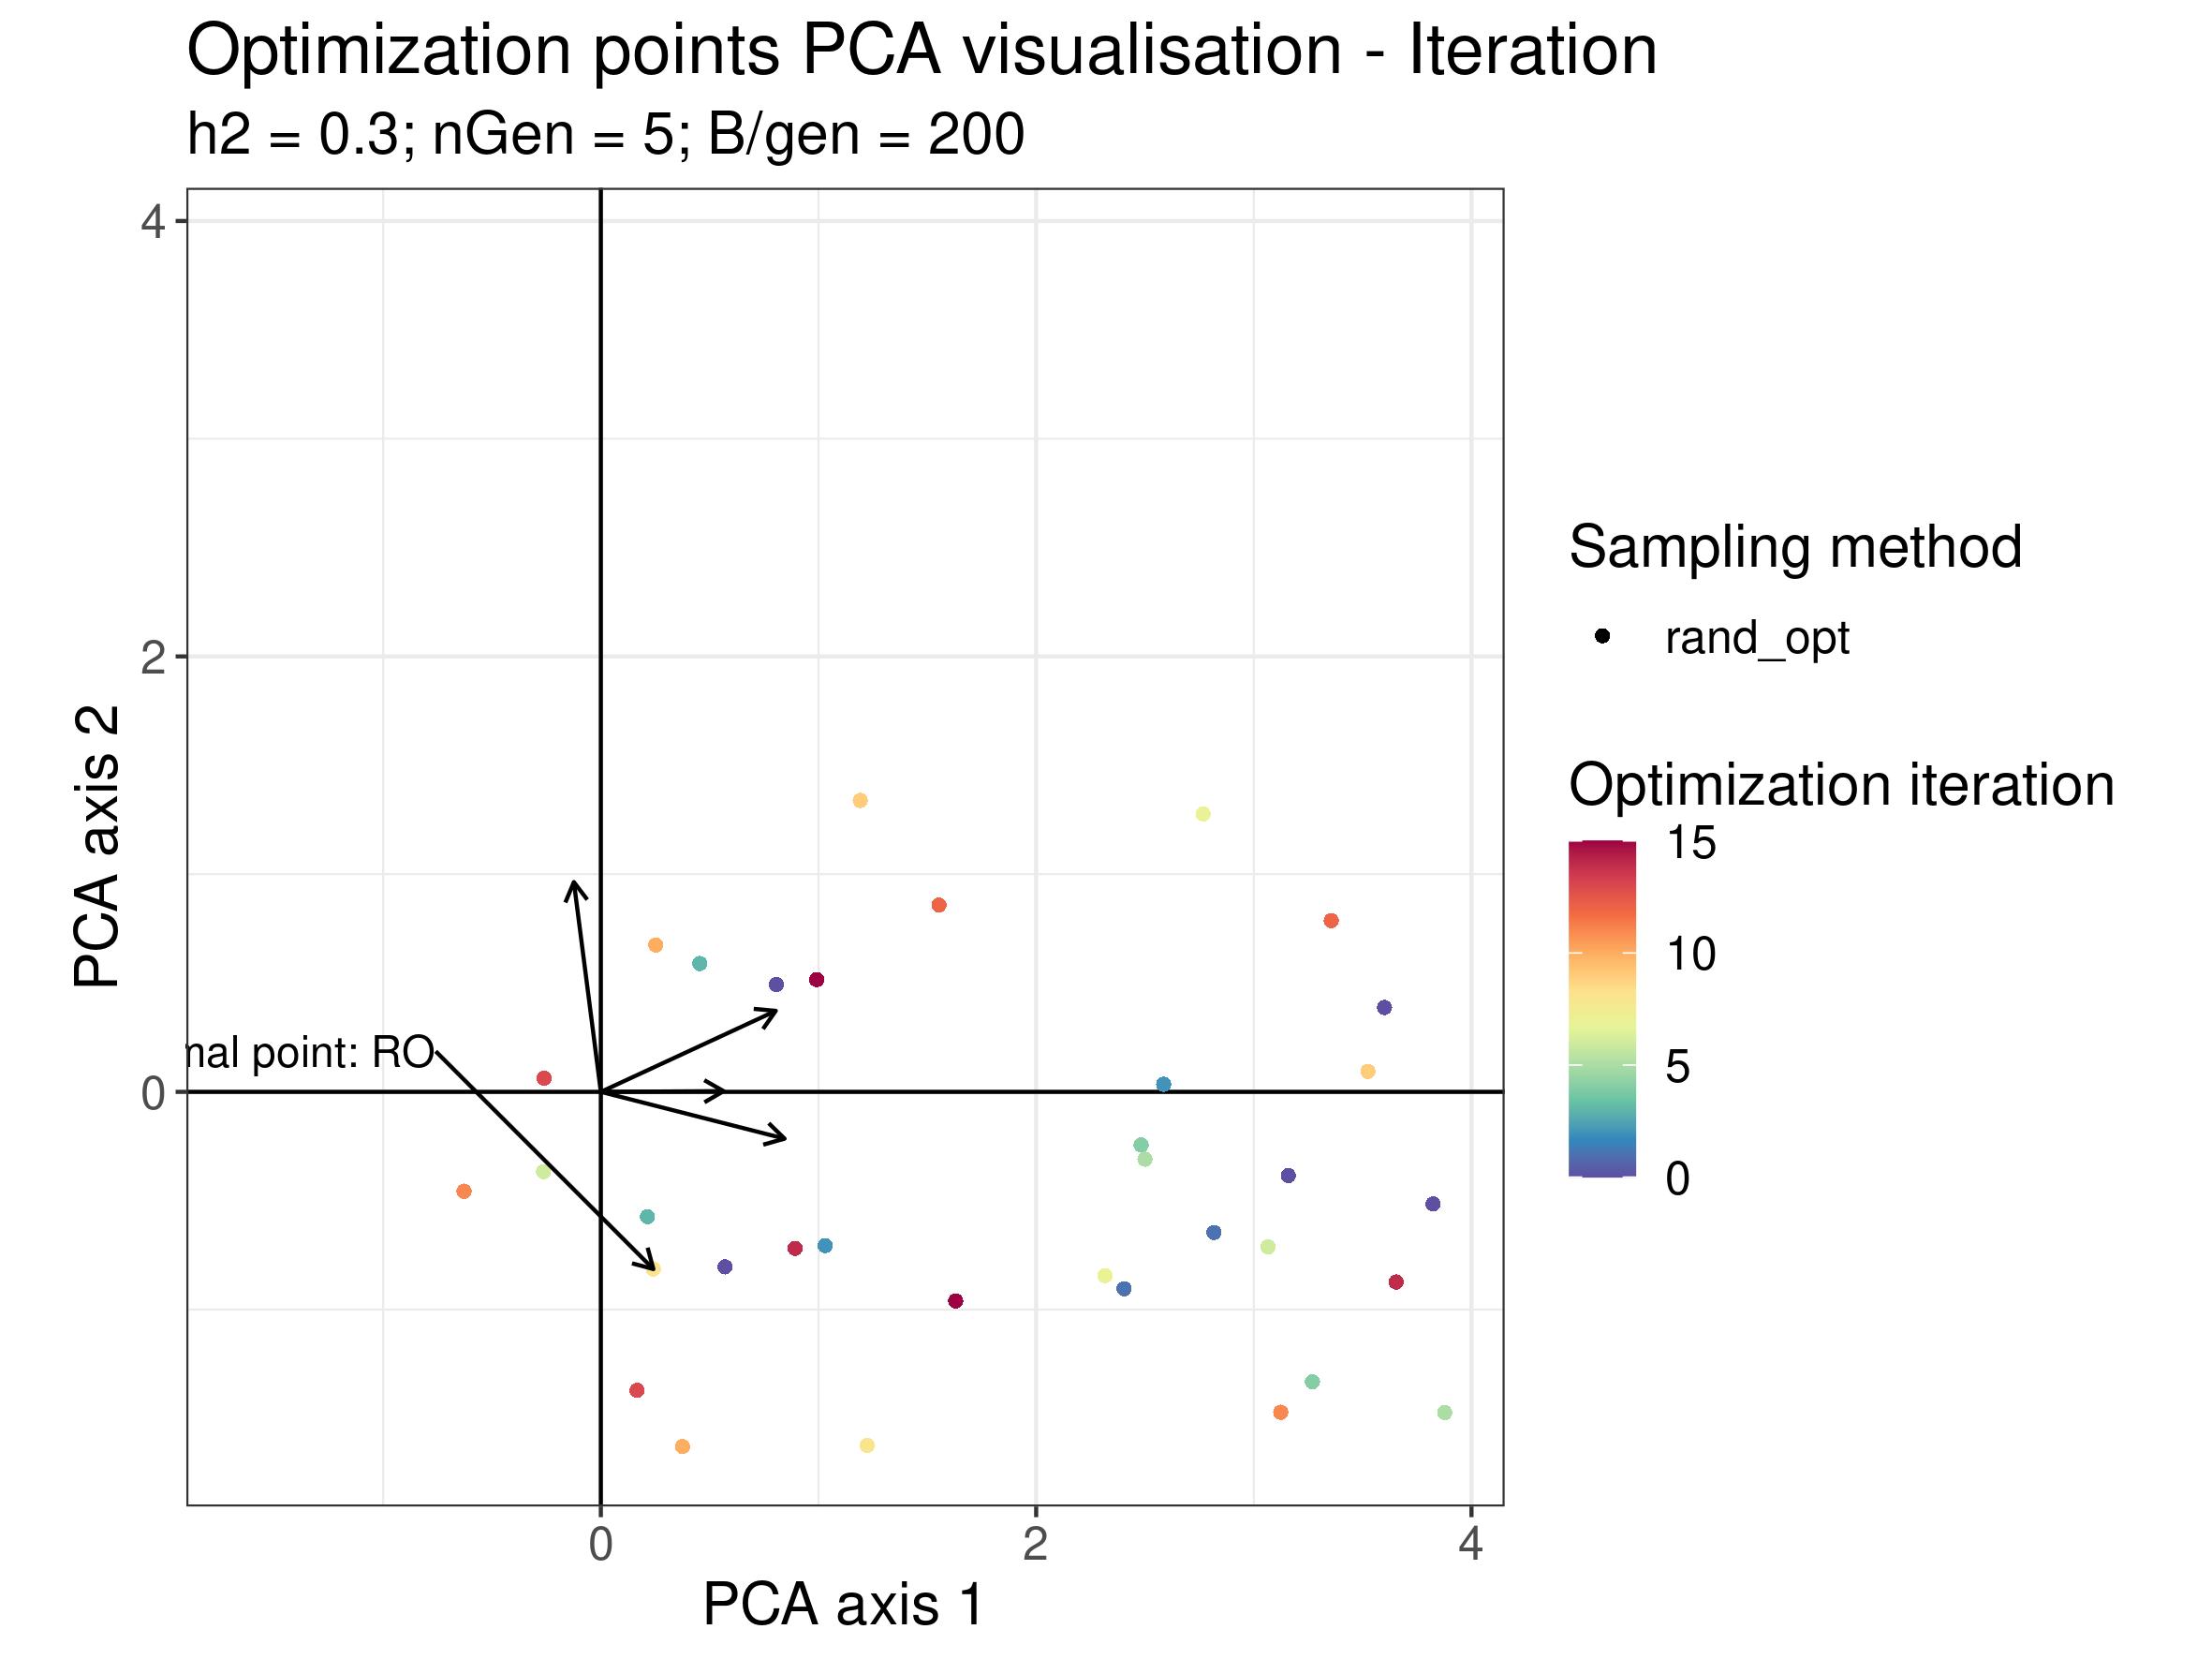 Optimization points PCA visualisation - Iteration
h2 = 0.3; nGen = 5; B/gen = 200
4
2
0
PCA axis 2
point: RO
0
2
4
PCA axis 1
Sampling method
rand_opt
Optimization iteration
15
10
5
0